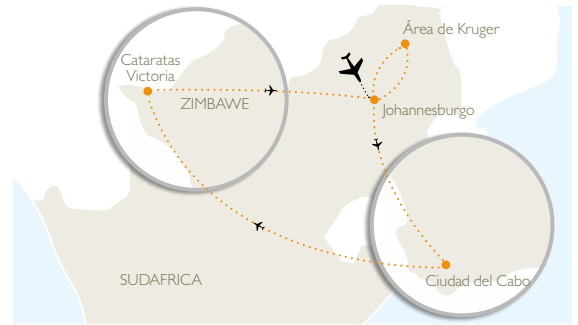 Área de Kruger
Cataratas
Victoria
ZIMBAWE
Johannesburgo
SUDAFRICA
Ciudad del Cabo